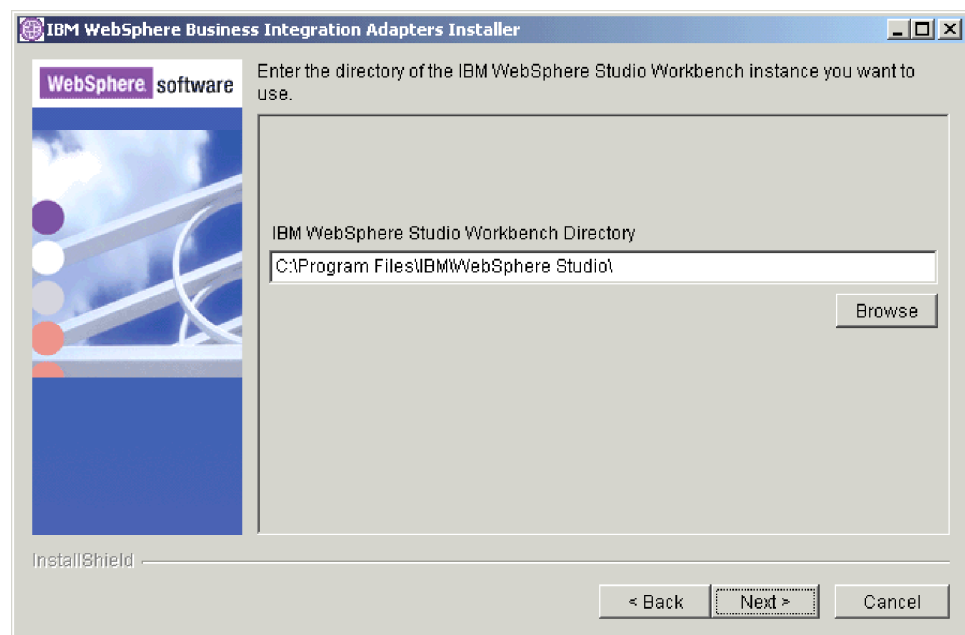 IBM WebSphere Business Integration Adapters Installer
WebSphere software
Enter the directory of the IBM WebSphere Studio Workbench instance you want to
use.
IBM WebSphere Studio Workbench Directory
C:\Program Files\IBM\WebSphere Studio\
Browse
InstallShield
< Back
Next >
Cancel